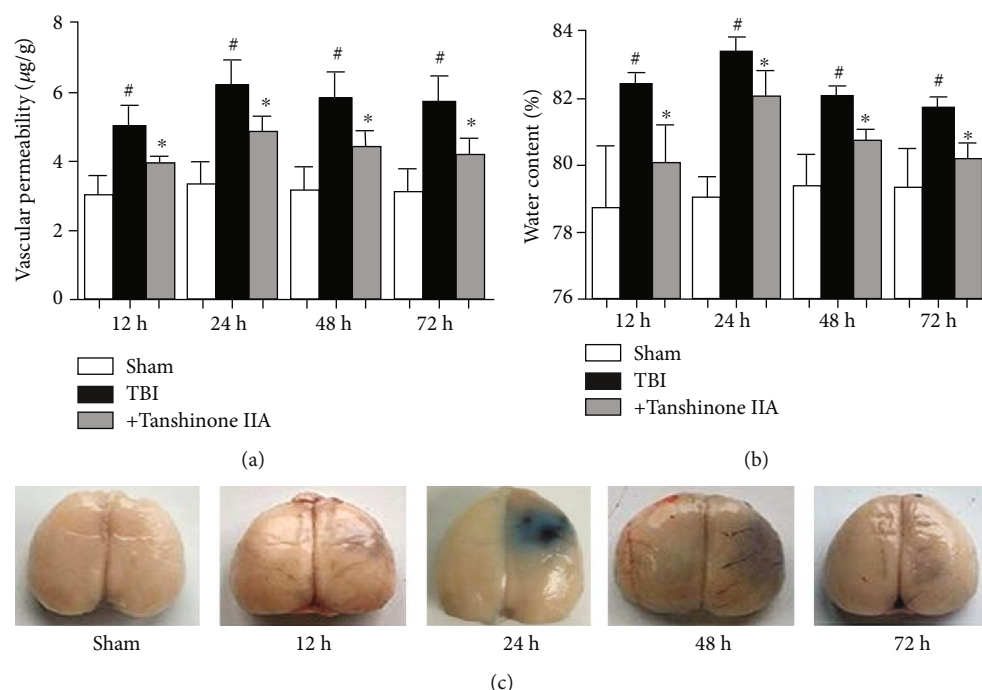 Vascular permeability (μg/g)
8
6
4
2
0
#
*
#
*
#
*
#
*
12 h 24 h 48 h 72 h
Sham
TBI
+Tanshinone IIA
(a)
Water content (%)
84
82
80
78
76
#
*
#
*
#
*
#
*
12 h 24 h 48 h 72 h
Sham
TBI
+Tanshinone IIA
(b)
Sham 12 h 24 h 48 h 72 h
(c)